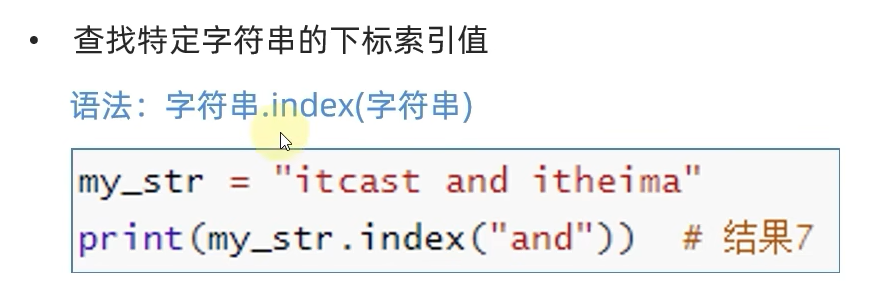 • 查找特定字符串的下标索引值
语法：字符串.index(字符串)
my_str = "itcast and itheima"
print(my_str.index("and"))  # 结果7